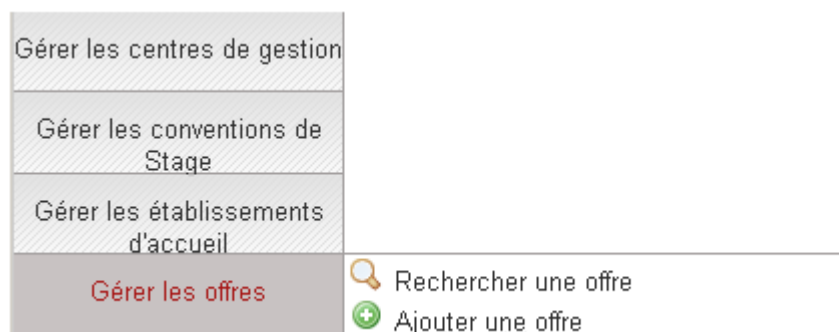 Gérer les centres de gestion
Gérer les conventions de
Stage
Gérer les établissements
d'accueil
Gérer les offres
Rechercher une offre
Ajouter une offre